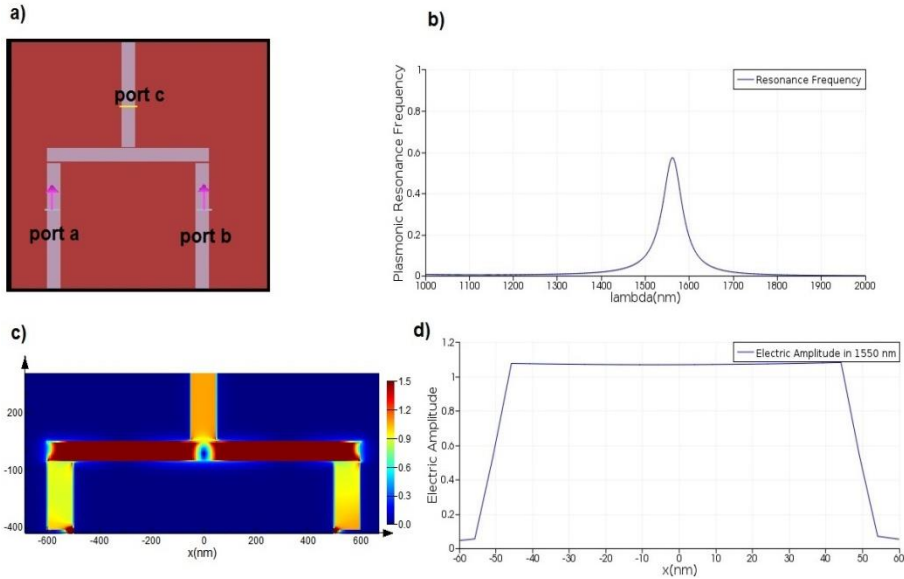 a)
port c
port a
port b
b)
Plasmonic Resonance Frequency
1
0.8
0.6
0.4
0.2
0
Resonance Frequency
1000 1100 1200 1300 1400 1500 1600 1700 1800 1900 2000
lambda(nm)
c)
200
-100
-400
-600 -400 -200 0 200 400 600
x(nm)
1.5
1.2
0.9
0.6
0.3
0.0
d)
Electric Amplitude
1.2
1
0.8
0.6
0.4
0.2
0
Electric Amplitude in 1550 nm
-60 -50 -40 -30 -20 -10 0 10 20 30 40 50 60
x(nm)